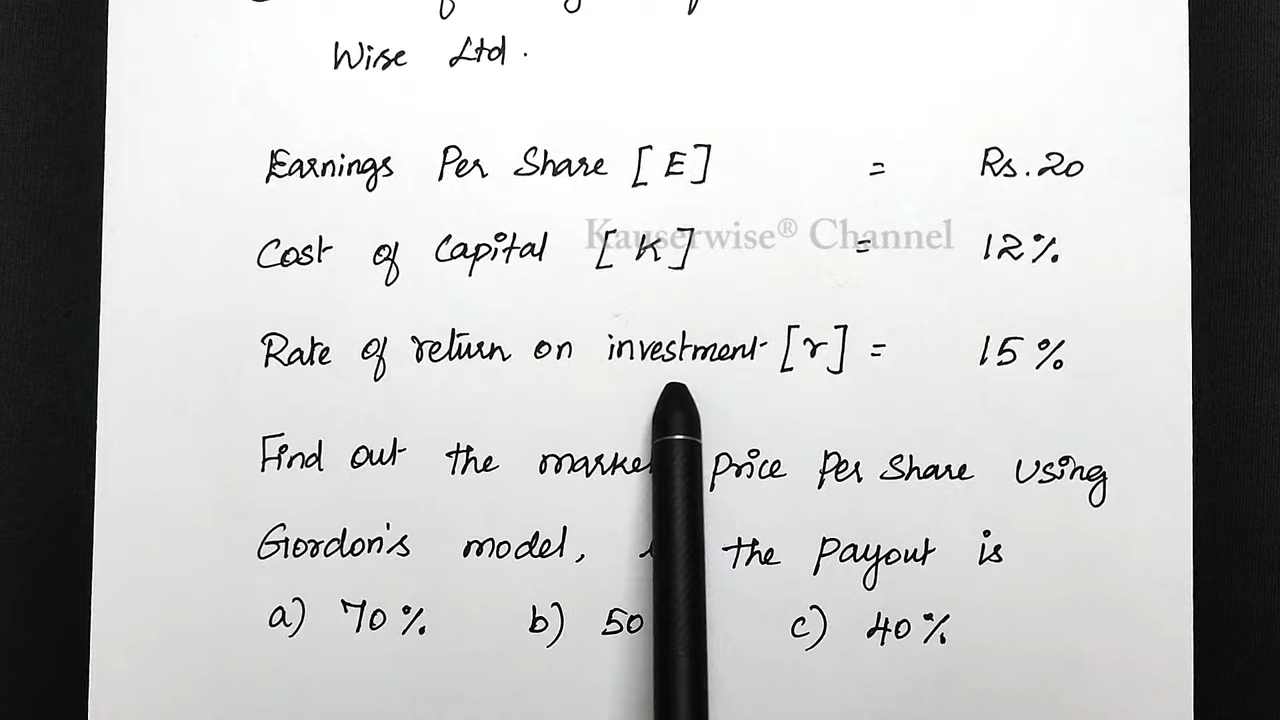 Wise Ltd.
Earnings Per Share [E] = Rs.20
Kauserwise® Channel
Cost of Capital [K] = 12%
Rate of return on investment [r] = 15%
Find out the price per share using
Gordon's model, the payout is
a) 70% b) 50 c) 40%